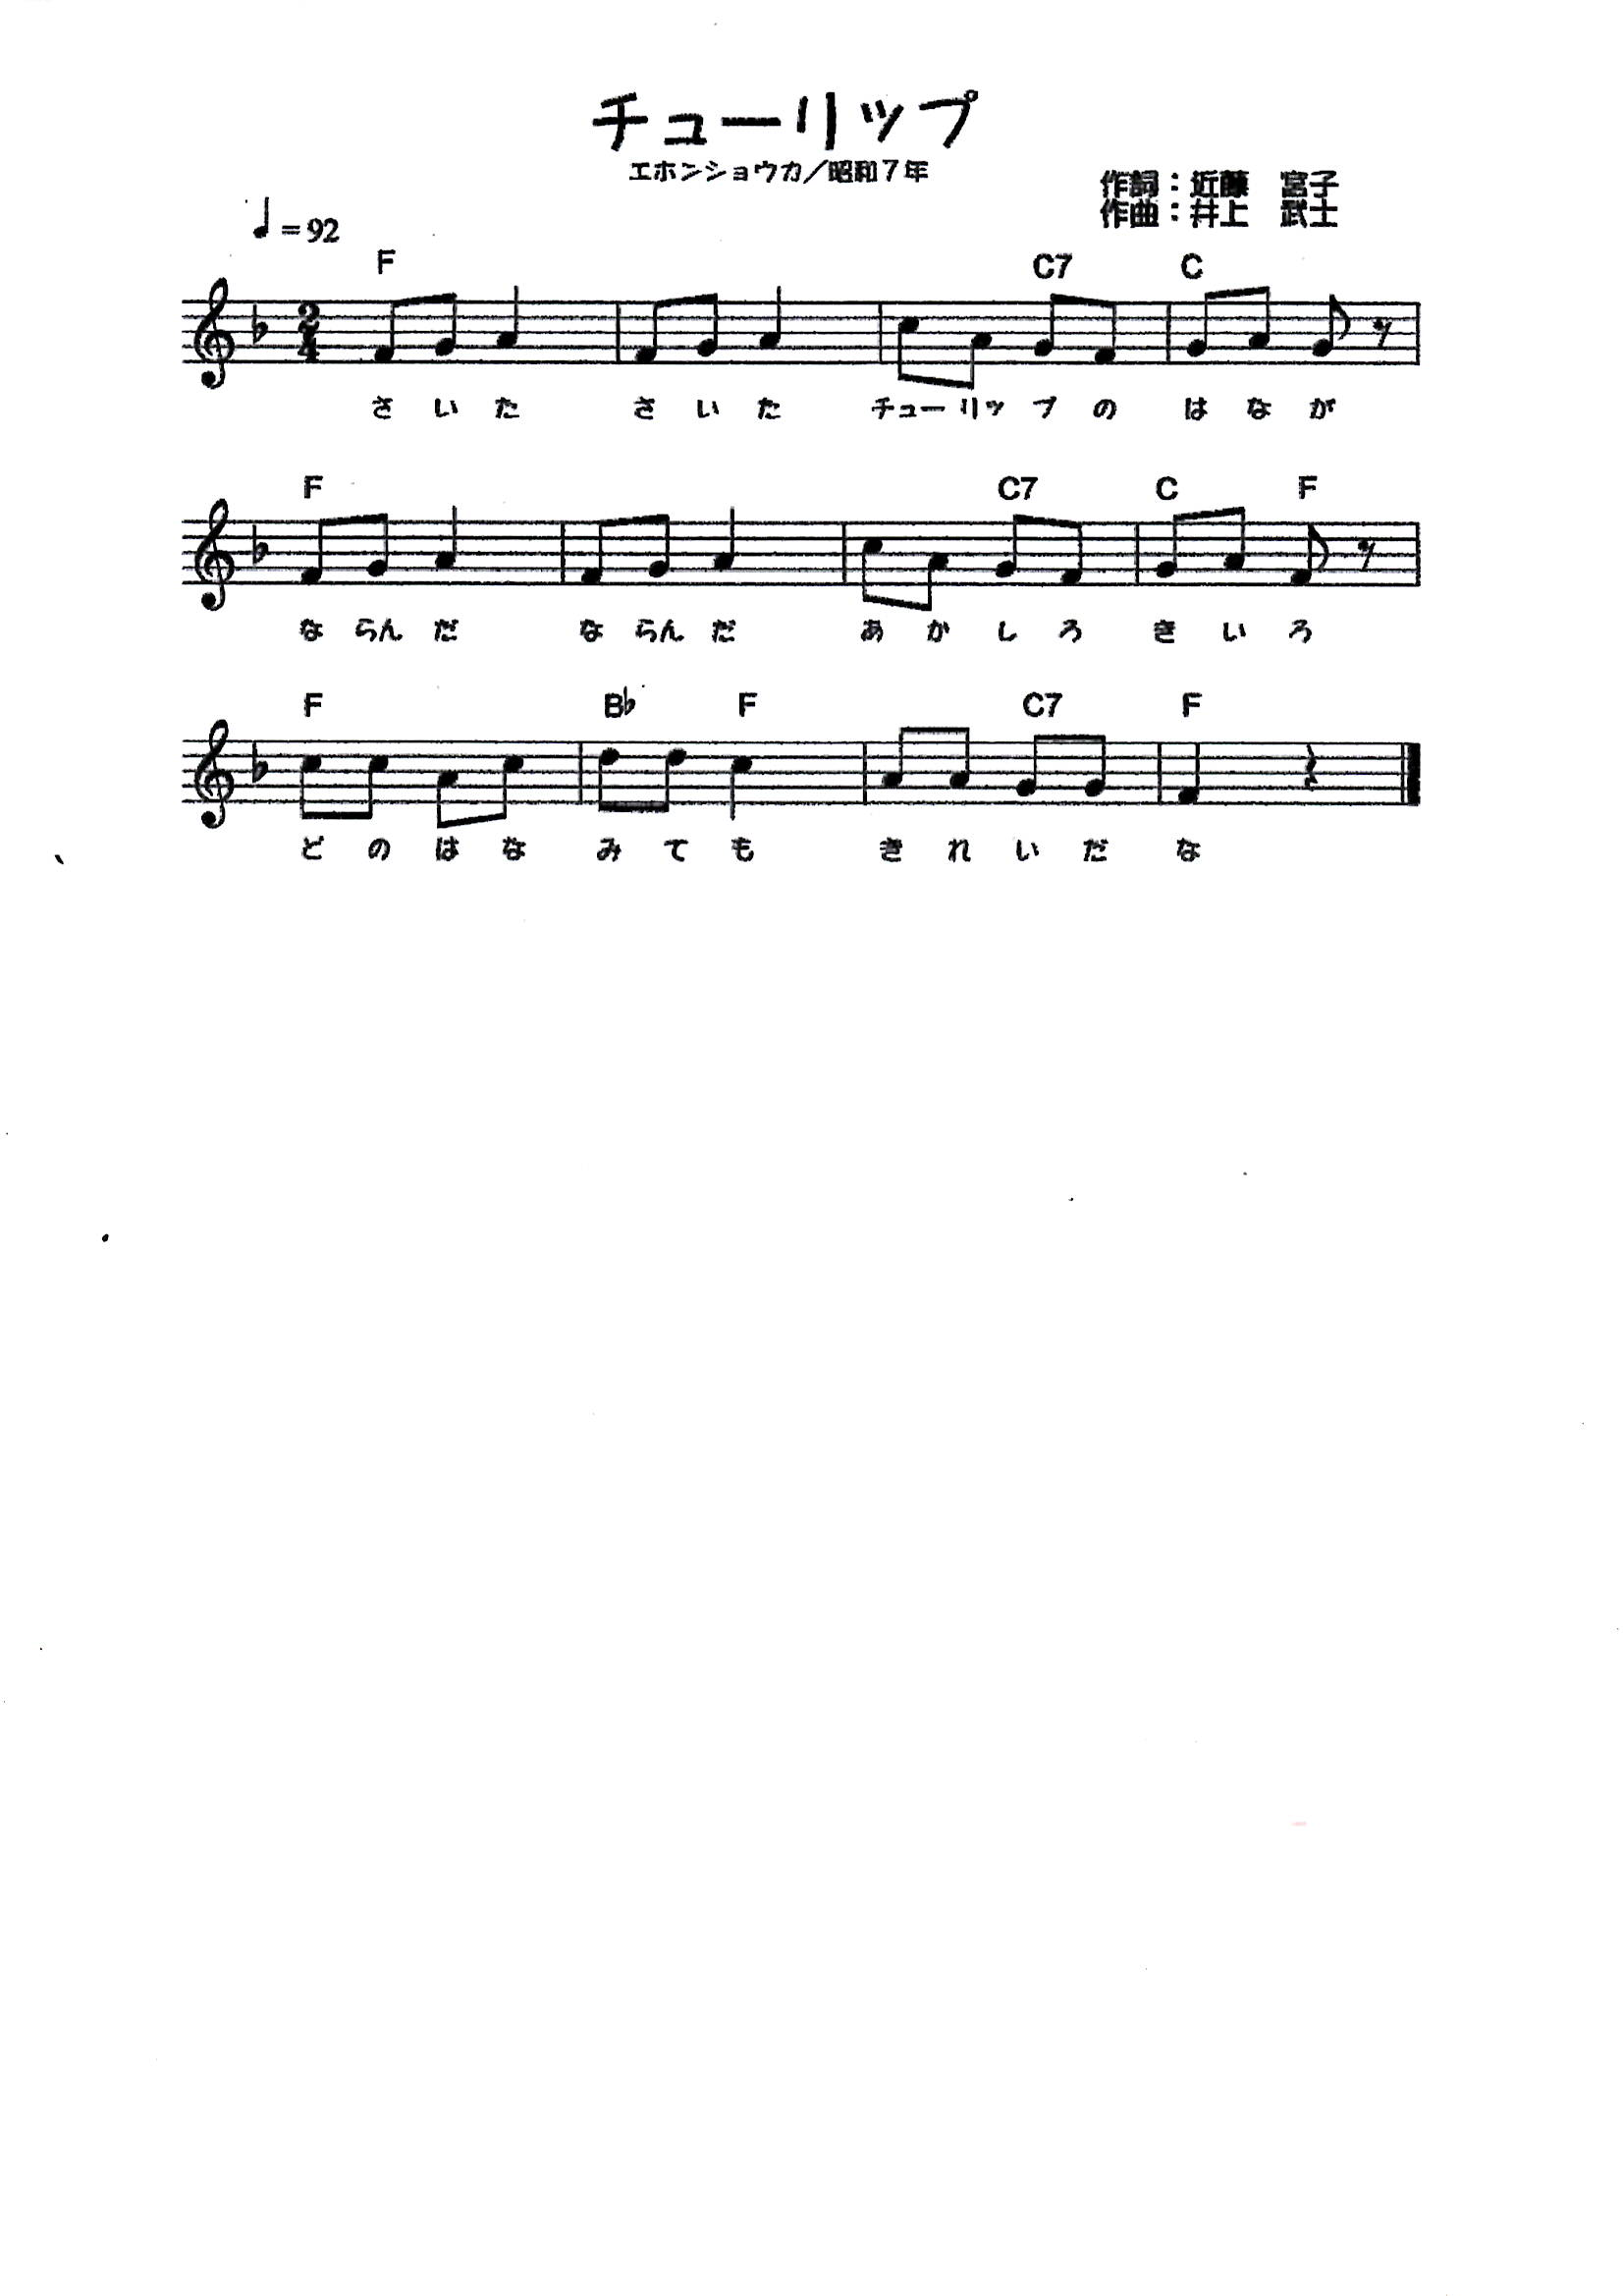 チューリップ
エホンショウカ／昭和7年
作詞：近藤 宮子
作曲：井上 武士
♩= 92
F C7 C
2
4
さ い た さ い た チュー リッ プ の は な が
F C7 C F
な らん だ な らん だ あ か し ろ き い ろ
F B♭ F C7 F
ど の は な み て も き れ い だ な